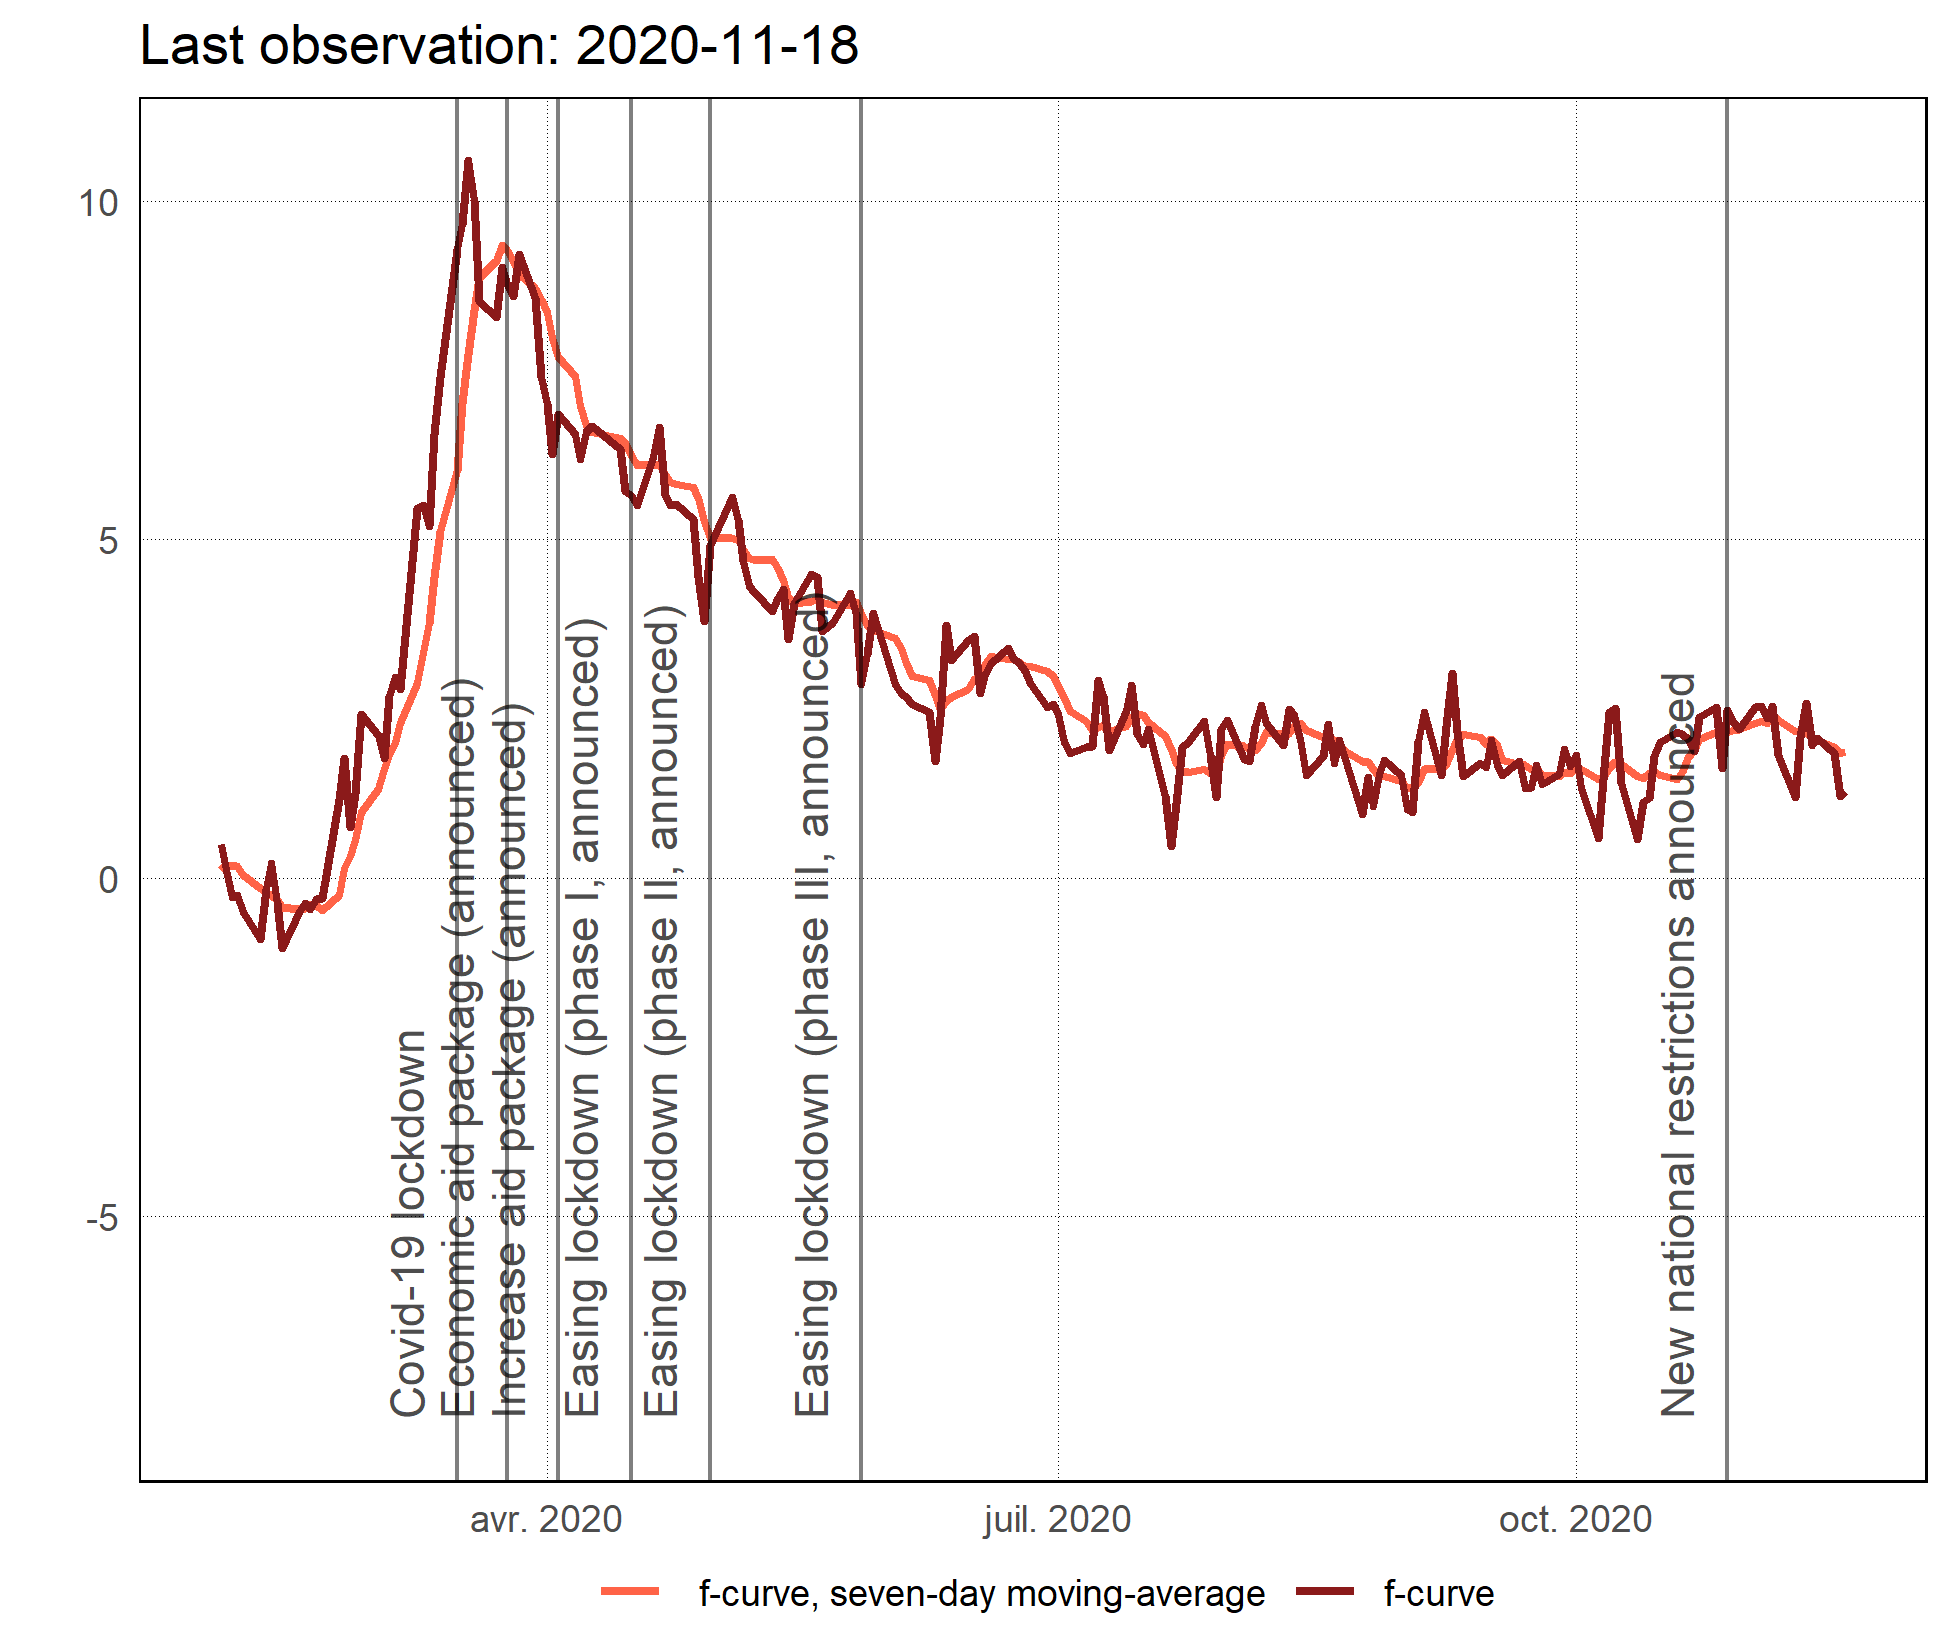 Last observation: 2020-11-18
10
5
0
-5
Covid-19 lockdown
Economic aid package (announced)
Increase aid package (announced)
Easing lockdown (phase I, announced)
Easing lockdown (phase II, announced)
Easing lockdown (phase III, announced)
New national restrictions announced
avr. 2020
juil. 2020
oct. 2020
f-curve, seven-day moving-average
f-curve